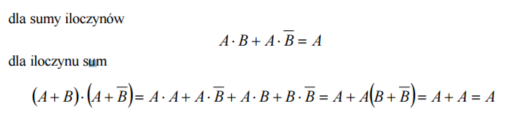 dla sumy iloczynów
A · B + A · B̅ = A
dla iloczynu sum
(A + B) · (A + B̅) = A · A + A · B̅ + A · B + B · B̅ = A + A(B + B̅) = A + A = A